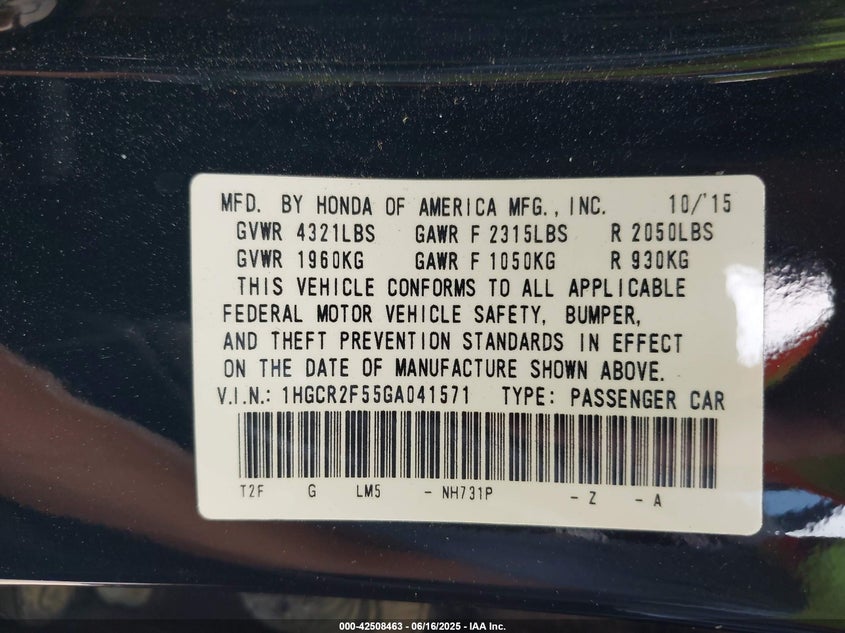 MFD. BY HONDA OF AMERICA MFG., INC. 10/'15
GVWR 4321LBS GAWR F 2315LBS R 2050LBS
GVWR 1960KG GAWR F 1050KG R 930KG
THIS VEHICLE CONFORMS TO ALL APPLICABLE
FEDERAL MOTOR VEHICLE SAFETY, BUMPER,
AND THEFT PREVENTION STANDARDS IN EFFECT
ON THE DATE OF MANUFACTURE SHOWN ABOVE.
V.I.N.: 1HGCR2F55GA041571 TYPE: PASSENGER CAR
T2F G LM5 - NH731P - Z - A
000-42508463 - 06/16/2025 - IAA Inc.